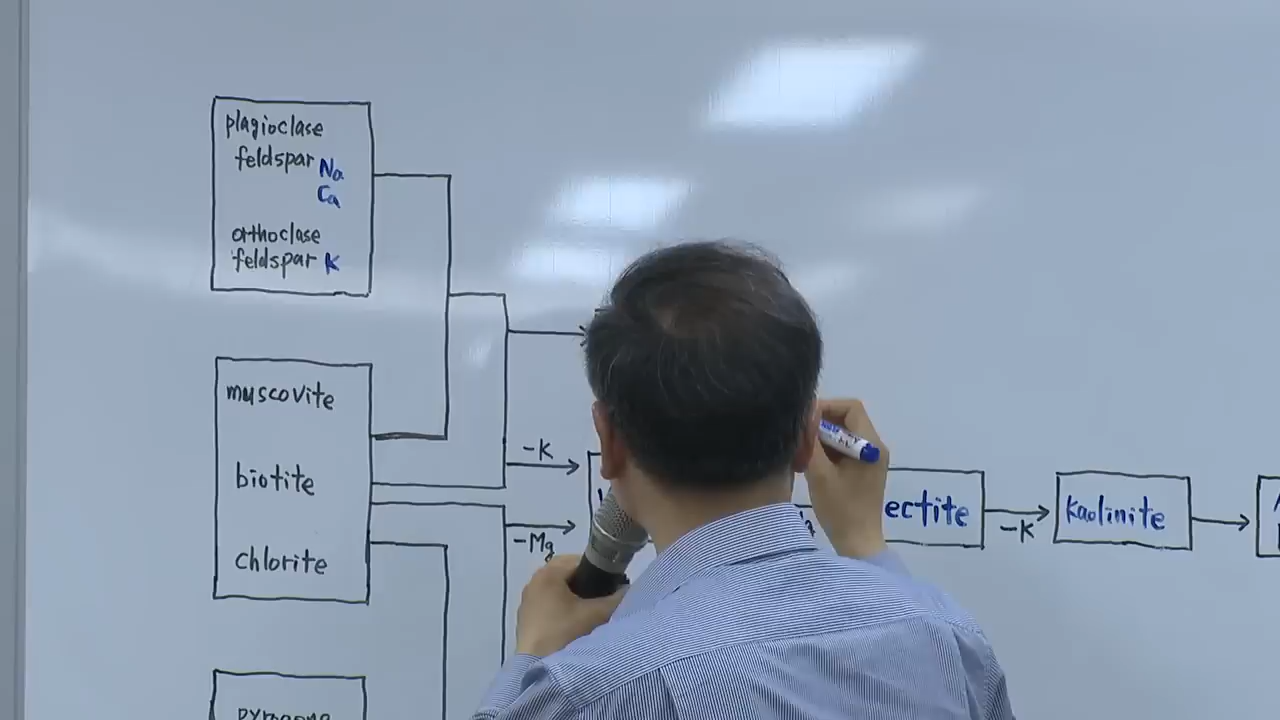 plagioclase
feldspar Na
Ca
orthoclase
feldspar K
muscovite
biotite
chlorite
-K
-Mg
ectite
-K
kaolinite